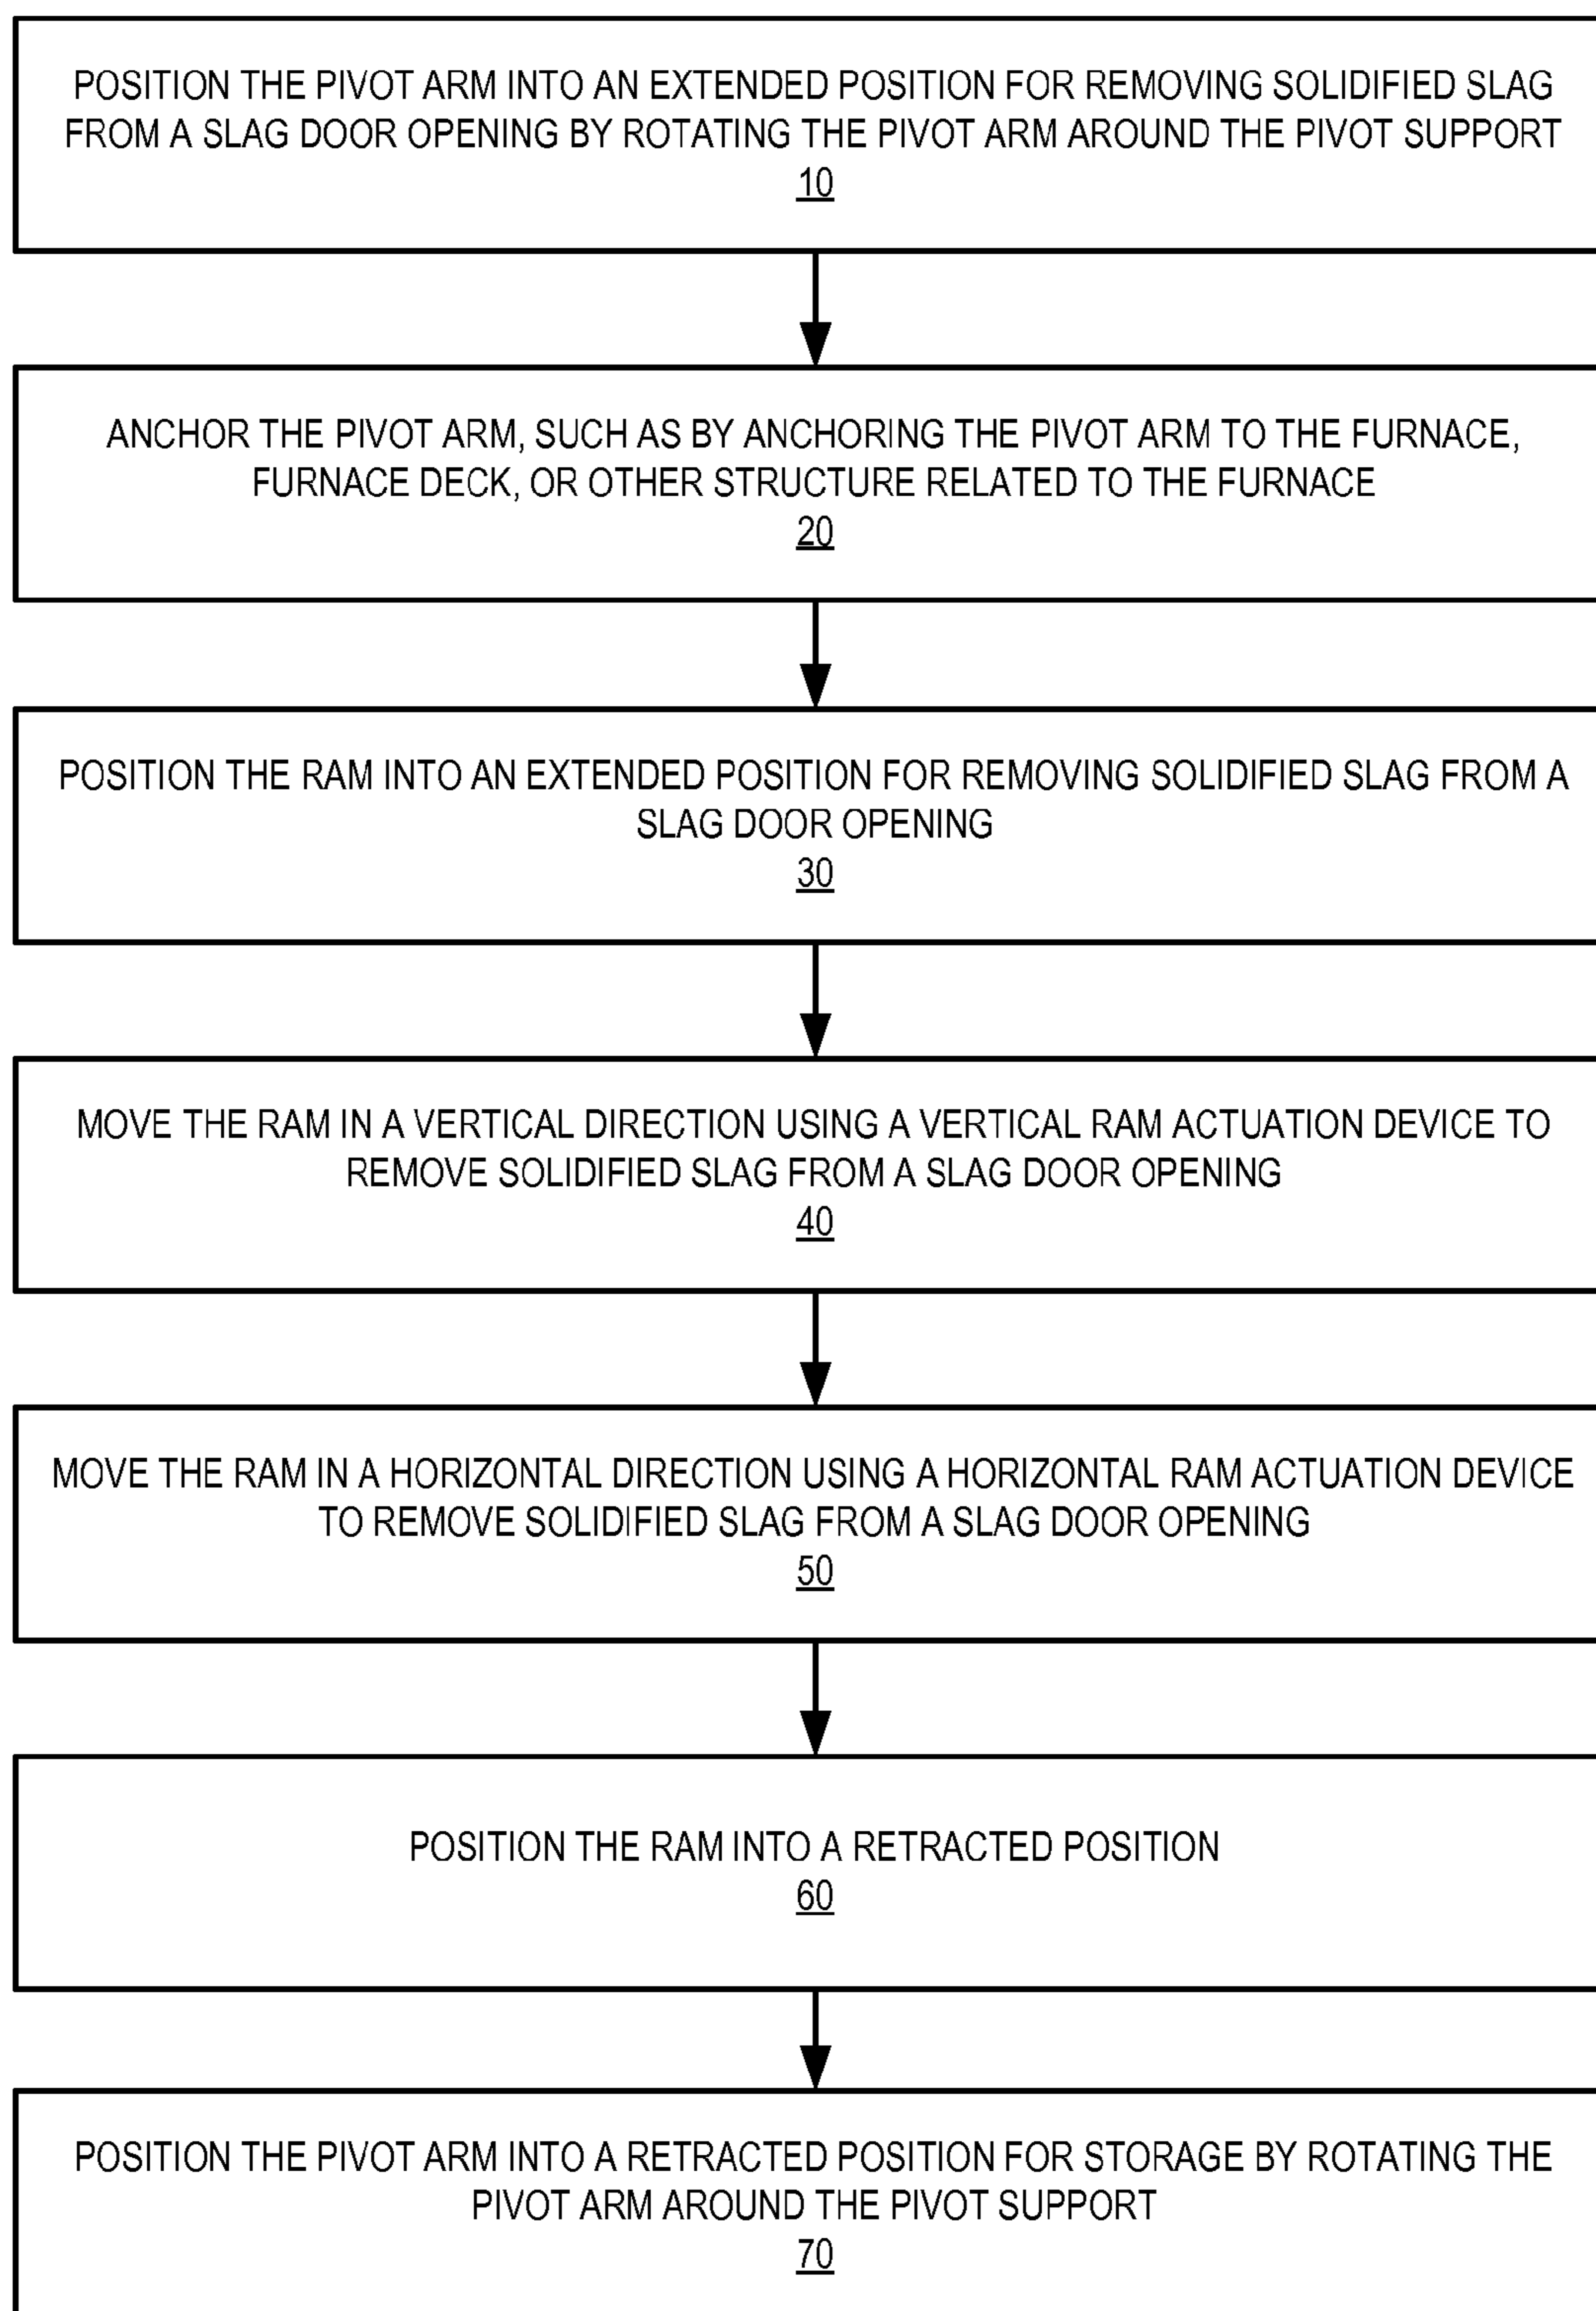 POSITION THE PIVOT ARM INTO AN EXTENDED POSITION FOR REMOVING SOLIDIFIED SLAG
FROM A SLAG DOOR OPENING BY ROTATING THE PIVOT ARM AROUND THE PIVOT SUPPORT
10
ANCHOR THE PIVOT ARM, SUCH AS BY ANCHORING THE PIVOT ARM TO THE FURNACE,
FURNACE DECK, OR OTHER STRUCTURE RELATED TO THE FURNACE
20
POSITION THE RAM INTO AN EXTENDED POSITION FOR REMOVING SOLIDIFIED SLAG FROM A
SLAG DOOR OPENING
30
MOVE THE RAM IN A VERTICAL DIRECTION USING A VERTICAL RAM ACTUATION DEVICE TO
REMOVE SOLIDIFIED SLAG FROM A SLAG DOOR OPENING
40
MOVE THE RAM IN A HORIZONTAL DIRECTION USING A HORIZONTAL RAM ACTUATION DEVICE
TO REMOVE SOLIDIFIED SLAG FROM A SLAG DOOR OPENING
50
POSITION THE RAM INTO A RETRACTED POSITION
60
POSITION THE PIVOT ARM INTO A RETRACTED POSITION FOR STORAGE BY ROTATING THE
PIVOT ARM AROUND THE PIVOT SUPPORT
70